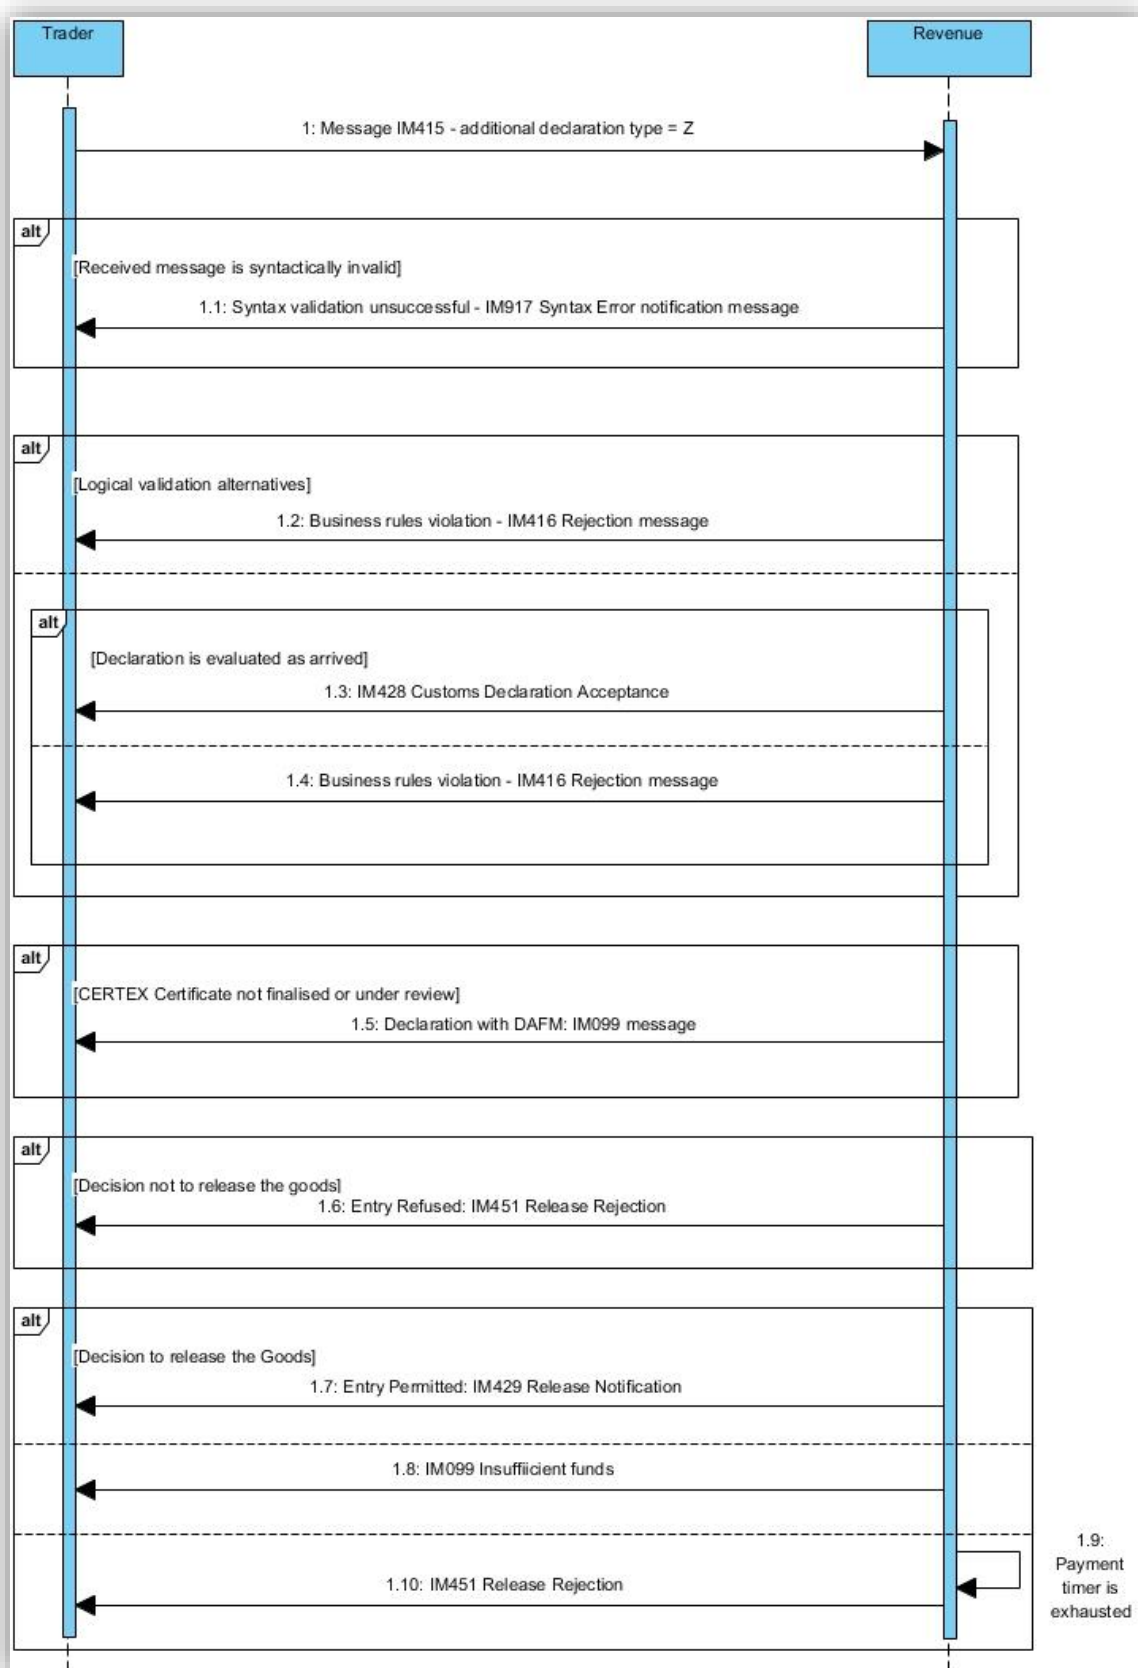 Trader
Revenue
1: Message IM415 - additional declaration type = Z
alt
[Received message is syntactically invalid]
1.1: Syntax validation unsuccessful - IM917 Syntax Error notification message
alt
[Logical validation alternatives]
1.2: Business rules violation - IM416 Rejection message
alt
[Declaration is evaluated as arrived]
1.3: IM428 Customs Declaration Acceptance
1.4: Business rules violation - IM416 Rejection message
alt
[CERTEX Certificate not finalised or under review]
1.5: Declaration with DAFM: IM099 message
alt
[Decision not to release the goods]
1.6: Entry Refused: IM451 Release Rejection
alt
[Decision to release the Goods]
1.7: Entry Permitted: IM429 Release Notification
1.8: IM099 Insuffiicient funds
1.9:
Payment
timer is
exhausted
1.10: IM451 Release Rejection